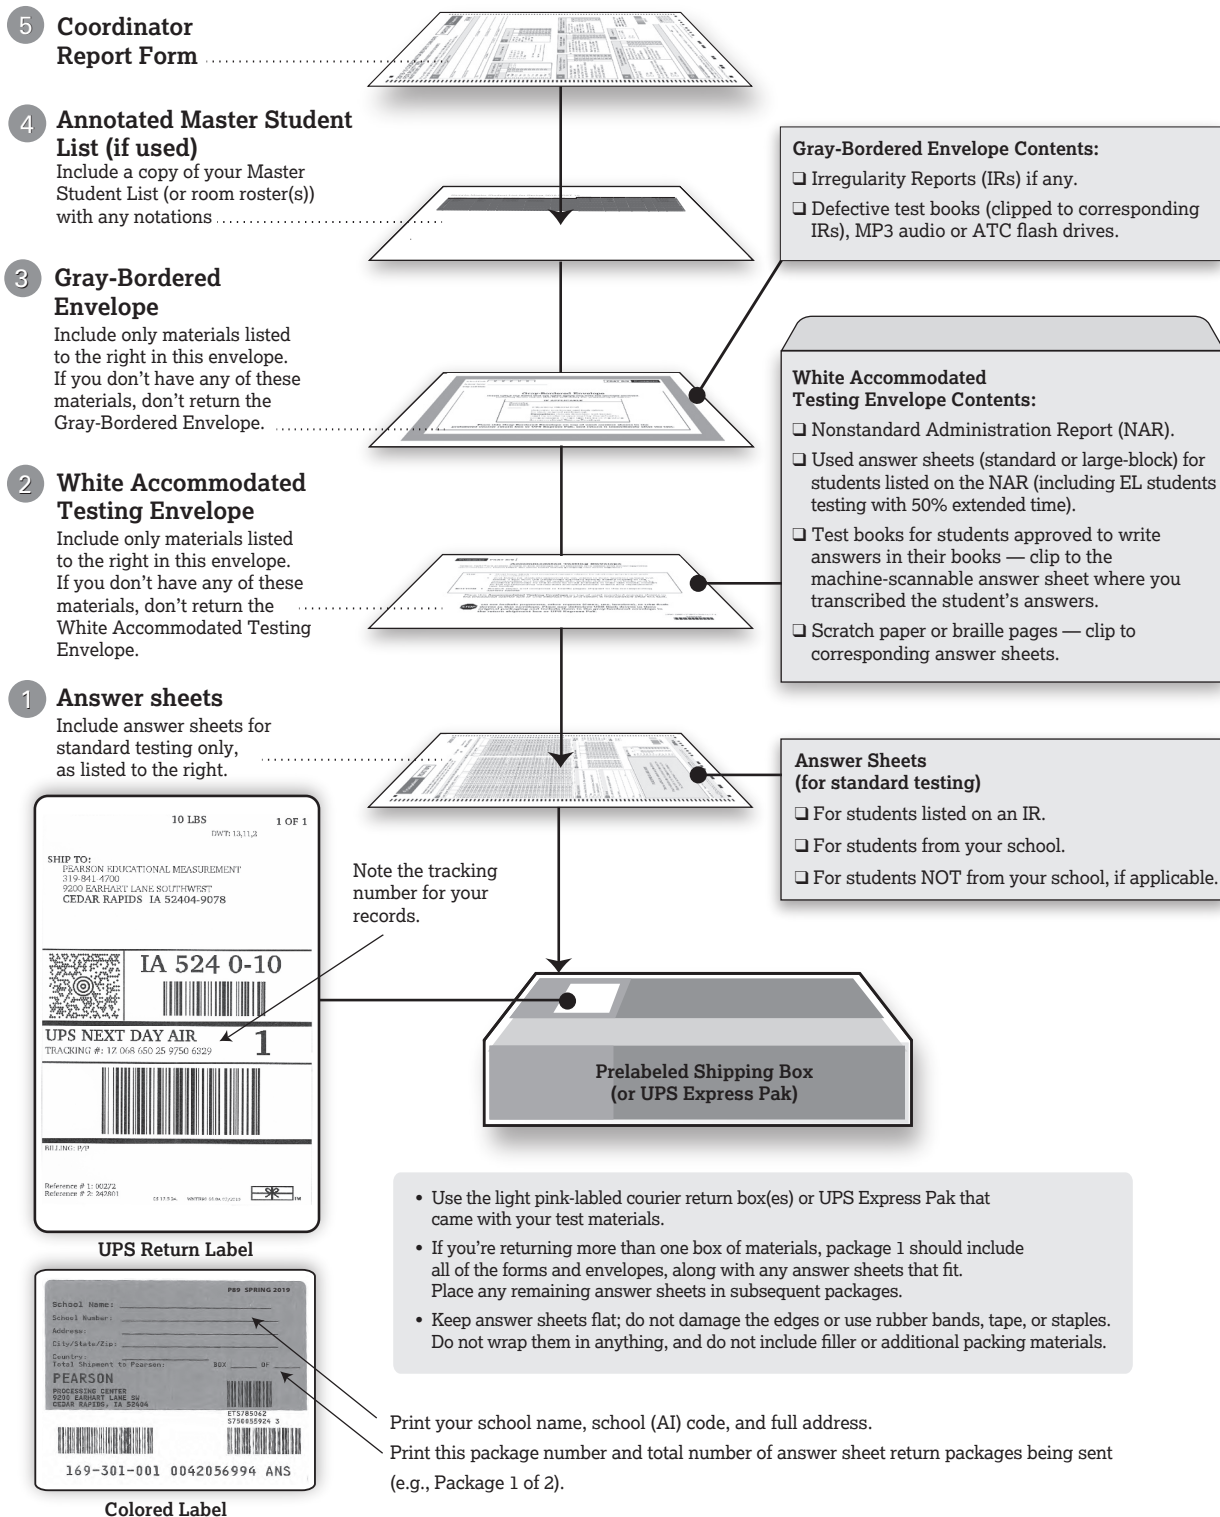 5 Coordinator
Report Form
4 Annotated Master Student
List (if used)
Include a copy of your Master
Student List (or room roster(s))
with any notations
3 Gray-Bordered
Envelope
Include only materials listed
to the right in this envelope.
If you don't have any of these
materials, don't return the
Gray-Bordered Envelope.
2 White Accommodated
Testing Envelope
Include only materials listed
to the right in this envelope.
If you don't have any of these
materials, don't return the
White Accommodated Testing
Envelope.
1 Answer sheets
Include answer sheets for
standard testing only,
as listed to the right.
Gray-Bordered Envelope Contents:
❑ Irregularity Reports (IRs) if any.
❑ Defective test books (clipped to corresponding
IRs), MP3 audio or ATC flash drives.
White Accommodated
Testing Envelope Contents:
❑ Nonstandard Administration Report (NAR).
❑ Used answer sheets (standard or large-block) for
students listed on the NAR (including EL students
testing with 50% extended time).
❑ Test books for students approved to write
answers in their books — clip to the
machine-scannable answer sheet where you
transcribed the student's answers.
❑ Scratch paper or braille pages — clip to
corresponding answer sheets.
Answer Sheets
(for standard testing)
❑ For students listed on an IR.
❑ For students from your school.
❑ For students NOT from your school, if applicable.
Gray-Bordered Envelope
Accommodated Testing Envelope
10 LBS 1 OF 1
DWT: 13,11,3
SHIP TO:
PEARSON EDUCATIONAL MEASUREMENT
319-841-4700
9200 EARHART LANE SOUTHWEST
CEDAR RAPIDS IA 52404-9078
IA 524 0-10
UPS NEXT DAY AIR 1
TRACKING #: 1Z 068 650 25 9750 6329
BILLING: P/P
Reference # 1: 00272
Reference # 2: 242801
UPS Return Label
Note the tracking
number for your
records.
Prelabeled Shipping Box
(or UPS Express Pak)
• Use the light pink-labled courier return box(es) or UPS Express Pak that
came with your test materials.
• If you're returning more than one box of materials, package 1 should include
all of the forms and envelopes, along with any answer sheets that fit.
Place any remaining answer sheets in subsequent packages.
• Keep answer sheets flat; do not damage the edges or use rubber bands, tape, or staples.
Do not wrap them in anything, and do not include filler or additional packing materials.
P89 SPRING 2019
School Name:
School Number:
Address:
City/State/Zip:
Country:
Total Shipment to Pearson: BOX OF
PEARSON
PROCESSING CENTER
9200 EARHART LANE SW
CEDAR RAPIDS, IA 52404
ETS785062
S750055924 3
169-301-001 0042056994 ANS
Colored Label
Print your school name, school (AI) code, and full address.
Print this package number and total number of answer sheet return packages being sent
(e.g., Package 1 of 2).